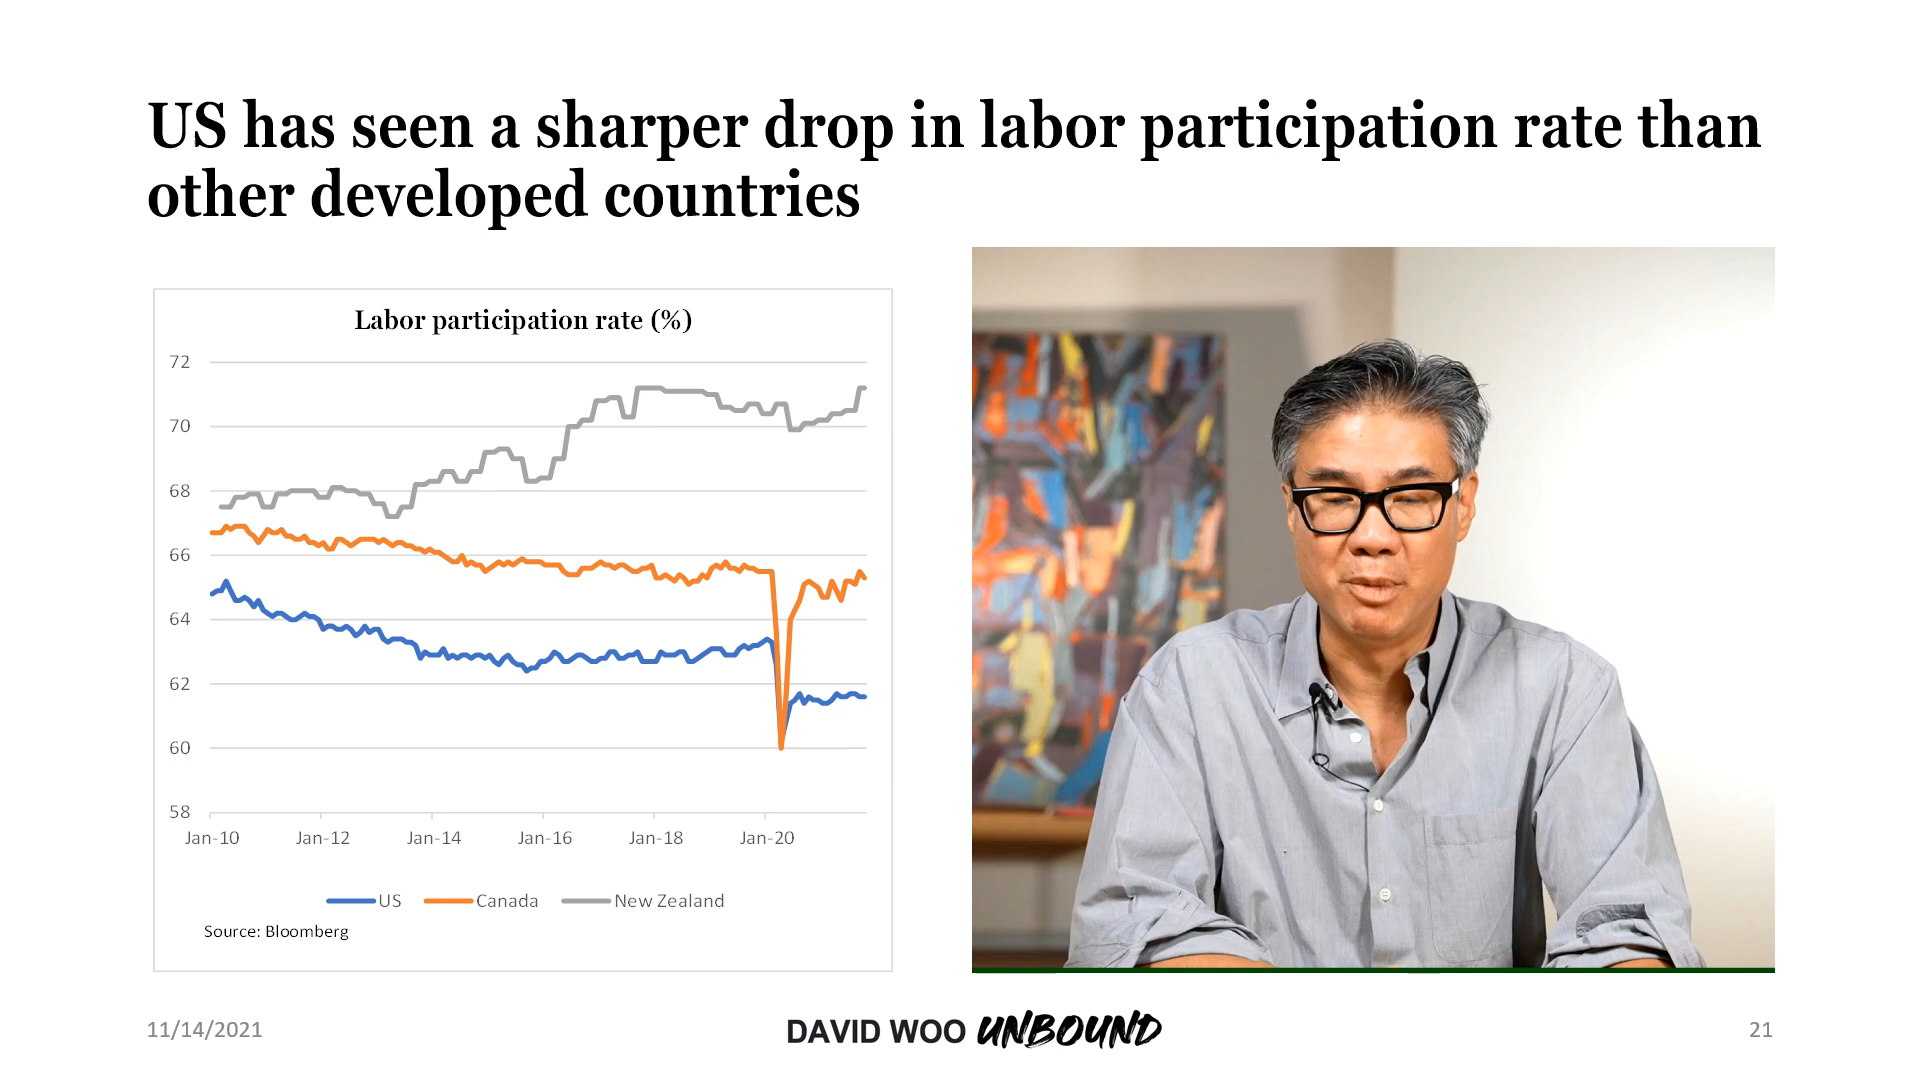 US has seen a sharper drop in labor participation rate than
other developed countries
Labor participation rate (%)
72
70
68
66
64
62
60
58
Jan-10 Jan-12 Jan-14 Jan-16 Jan-18 Jan-20
US Canada New Zealand
Source: Bloomberg
11/14/2021 DAVID WOO UNBOUND 21